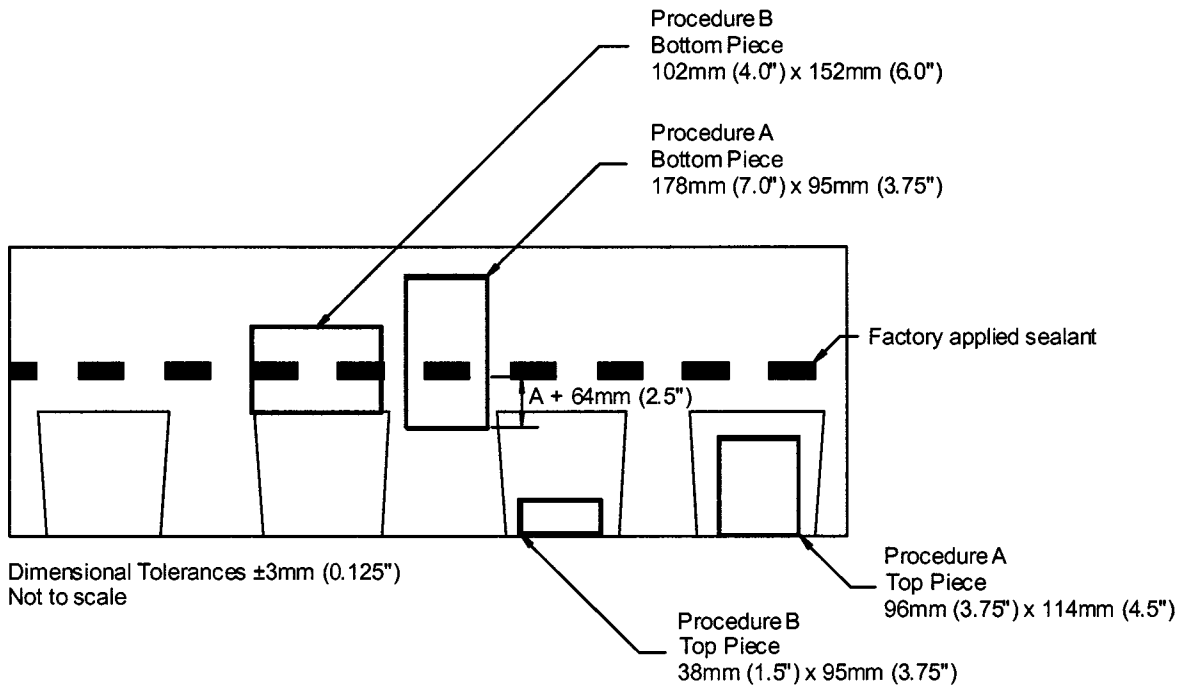 Procedure B
Bottom Piece
102mm (4.0") x 152mm (6.0")
Procedure A
Bottom Piece
178mm (7.0") x 95mm (3.75")
Factory applied sealant
A + 64mm (2.5")
Dimensional Tolerances ±3mm (0.125")
Not to scale
Procedure A
Top Piece
96mm (3.75") x 114mm (4.5")
Procedure B
Top Piece
38mm (1.5") x 95mm (3.75")